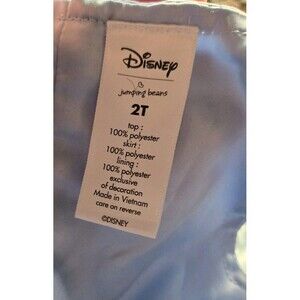 Disney
jumping beans
2T
top :
100% polyester
skirt :
100% polyester
lining :
100% polyester
exclusive
of decoration
Made in Vietnam
care on reverse
©DISNEY